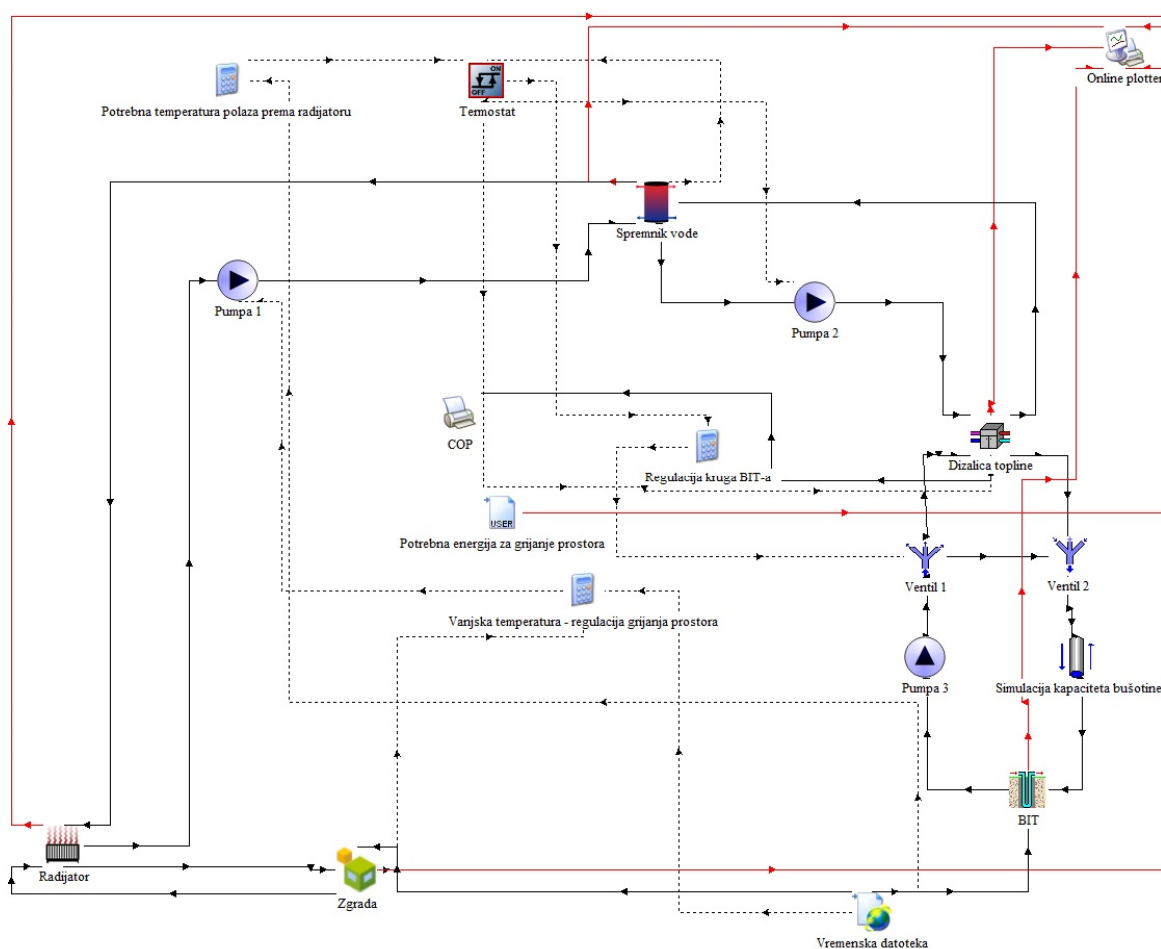 Online plotter
Potrebna temperatura polaza prema radijatoru
ON
OFF
Termostat
Spremnik vode
Pumpa 1
Pumpa 2
COP
Dizalica topline
Regulacija kruga BIT-a
USER
Potrebna energija za grijanje prostora
Ventil 1
Ventil 2
Vanjska temperatura - regulacija grijanja prostora
Pumpa 3
Simulacija kapaciteta bušotine
BIT
Radijator
Zgrada
Vremenska datoteka